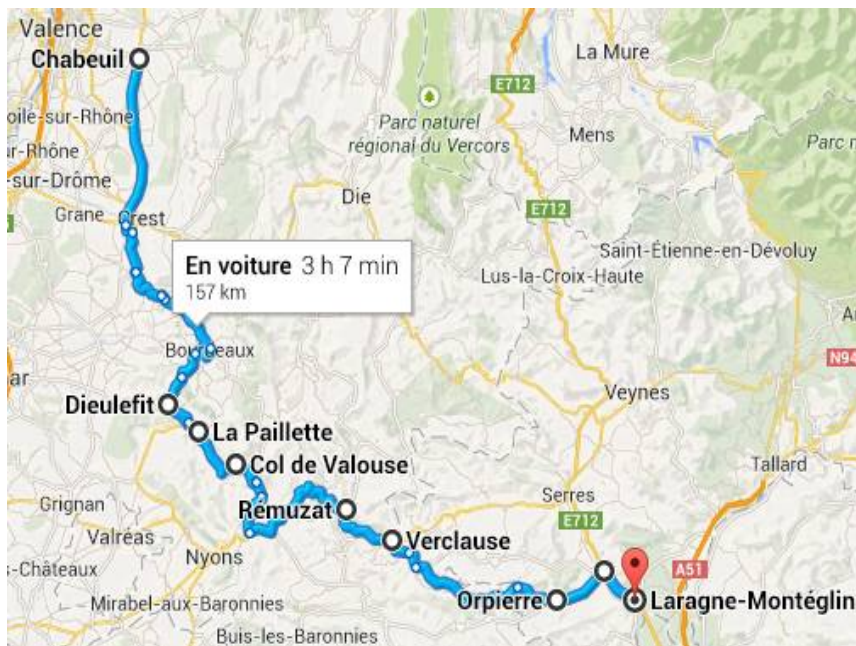 Valence
Chabeuil
La Mure
E712
oile-sur-Rhône
Parc naturel
régional du Vercors
Mens
Parc n
ur-Rhône
-sur-Drôme
Die
Grane
Crest
E712
Saint-Étienne-en-Dévoluy
En voiture 3 h 7 min
157 km
Lus-la-Croix-Haute
Bourdeaux
N94
ar
Veynes
Dieulefit
La Paillette
Col de Valouse
Tallard
Grignan
Serres
Rémuzat
E712
Valréas
Verclause
Nyons
s-Châteaux
A51
Mirabel-aux-Baronnies
Orpierre
Laragne-Montéglin
Buis-les-Baronnies